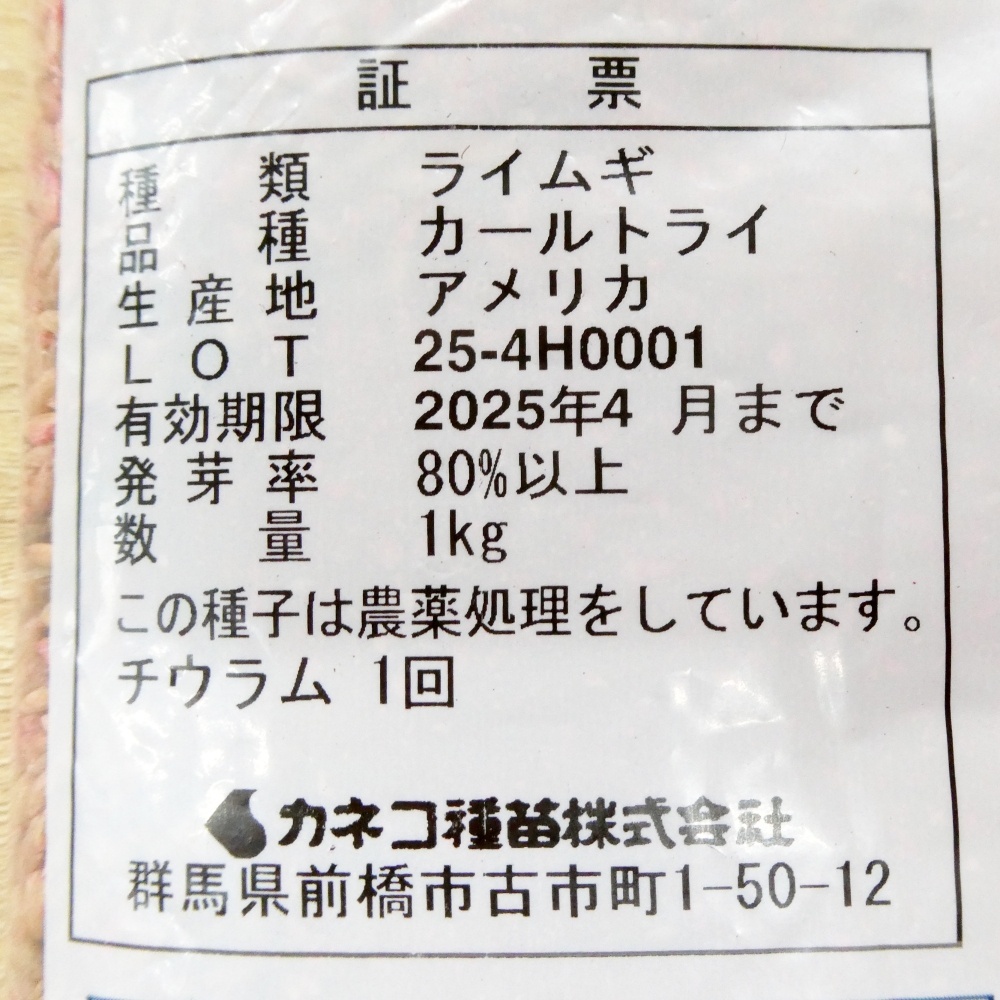 証票
種類 ライムギ
品種 カールトライ
生産地 アメリカ
LOT 25-4H0001
有効期限 2025年4 月まで
発芽率 80%以上
数量 1kg
この種子は農薬処理をしています。
チウラム 1回
カネコ種苗株式会社
群馬県前橋市古市町1-50-12